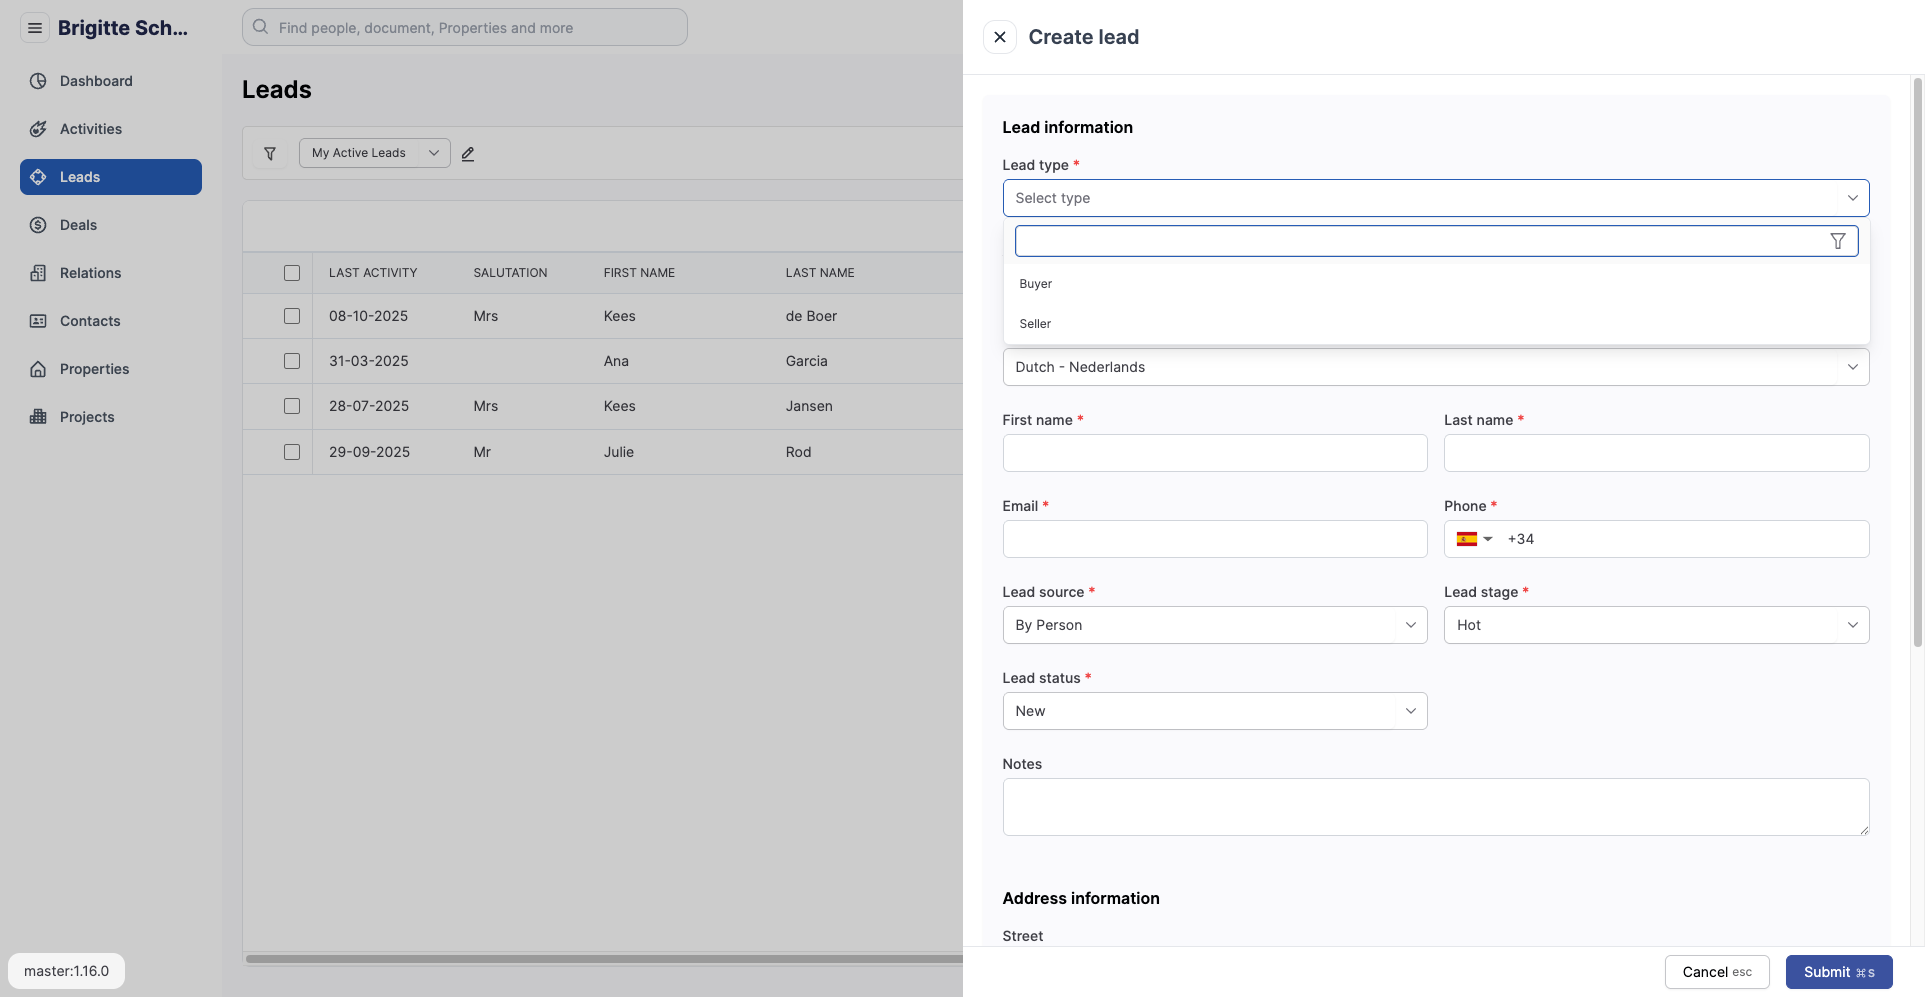 Brigitte Sch...
Find people, document, Properties and more
Dashboard
Activities
Leads
Deals
Relations
Contacts
Properties
Projects
master:1.16.0
Leads
My Active Leads
LAST ACTIVITY SALUTATION FIRST NAME LAST NAME
08-10-2025 Mrs Kees de Boer
31-03-2025 Ana Garcia
28-07-2025 Mrs Kees Jansen
29-09-2025 Mr Julie Rod
Create lead
Lead information
Lead type *
Select type
Buyer
Seller
Dutch - Nederlands
First name * Last name *
Email * Phone *
+34
Lead source * Lead stage *
By Person Hot
Lead status *
New
Notes
Address information
Street
Cancel esc Submit ⌘S